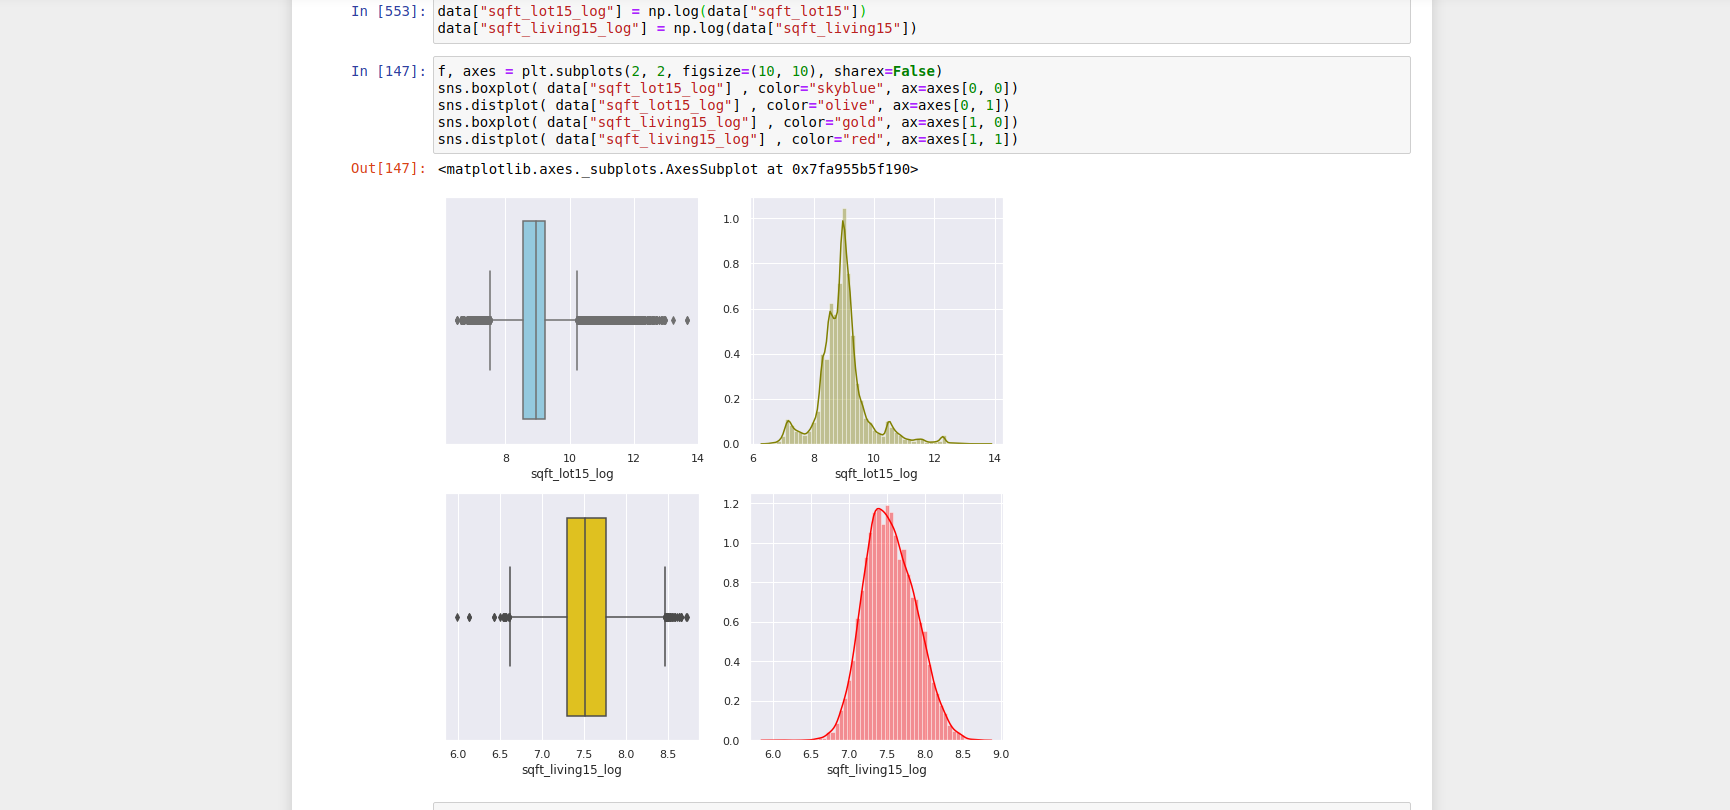 In [553]: data["sqft_lot15_log"] = np.log(data["sqft_lot15"])
data["sqft_living15_log"] = np.log(data["sqft_living15"])
In [147]: f, axes = plt.subplots(2, 2, figsize=(10, 10), sharex=False)
sns.boxplot( data["sqft_lot15_log"] , color="skyblue", ax=axes[0, 0])
sns.distplot( data["sqft_lot15_log"] , color="olive", ax=axes[0, 1])
sns.boxplot( data["sqft_living15_log"] , color="gold", ax=axes[1, 0])
sns.distplot( data["sqft_living15_log"] , color="red", ax=axes[1, 1])
Out[147]: <matplotlib.axes._subplots.AxesSubplot at 0x7fa955b5f190>
8 10 12 14
sqft_lot15_log
1.0
0.8
0.6
0.4
0.2
0.0
6 8 10 12 14
sqft_lot15_log
6.0 6.5 7.0 7.5 8.0 8.5
sqft_living15_log
1.2
1.0
0.8
0.6
0.4
0.2
0.0
6.0 6.5 7.0 7.5 8.0 8.5 9.0
sqft_living15_log